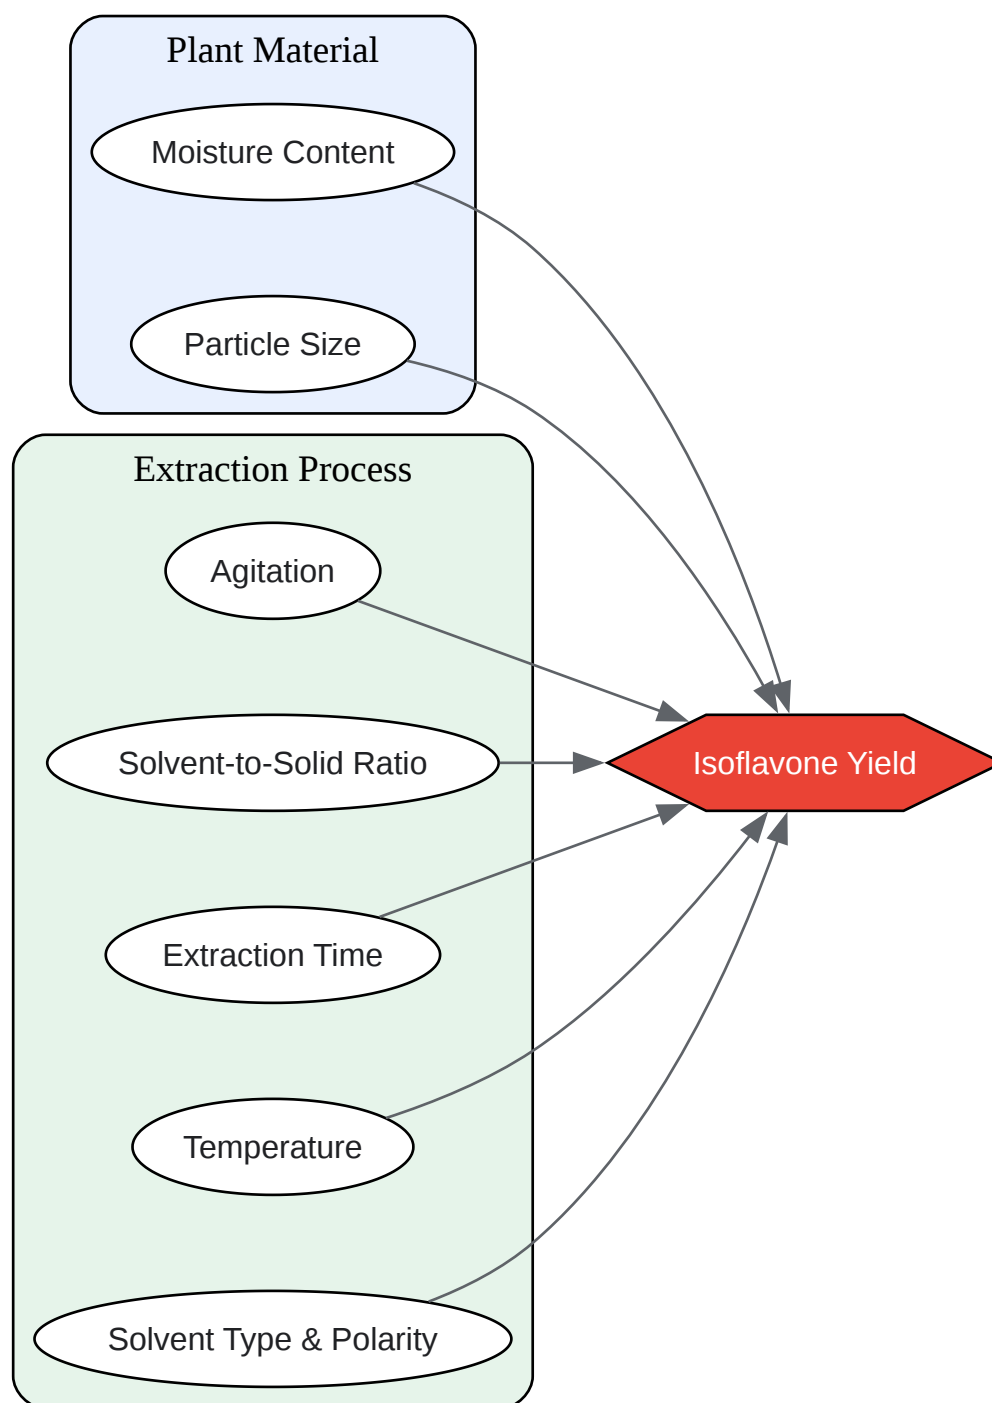 Plant Material
Moisture Content
Particle Size
Extraction Process
Agitation
Solvent-to-Solid Ratio
Isoflavone Yield
Extraction Time
Temperature
Solvent Type & Polarity